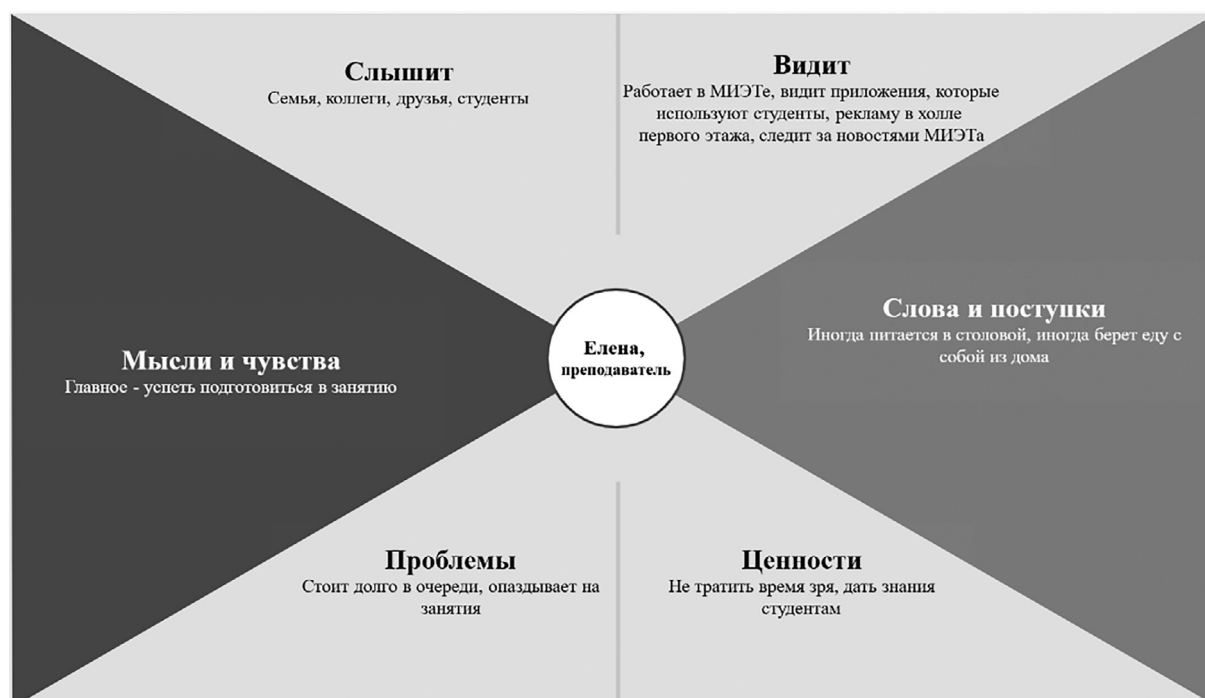 Слышит
Семья, коллеги, друзья, студенты
Видит
Работает в МИЭТе, видит приложения, которые
используют студенты, рекламу в холле
первого этажа, следит за новостями МИЭТа
Мысли и чувства
Главное - успеть подготовиться в занятию
Елена,
преподаватель
Слова и поступки
Иногда питается в столовой, иногда берет еду с
собой из дома
Проблемы
Стоит долго в очереди, опаздывает на
занятия
Ценности
Не тратить время зря, дать знания
студентам